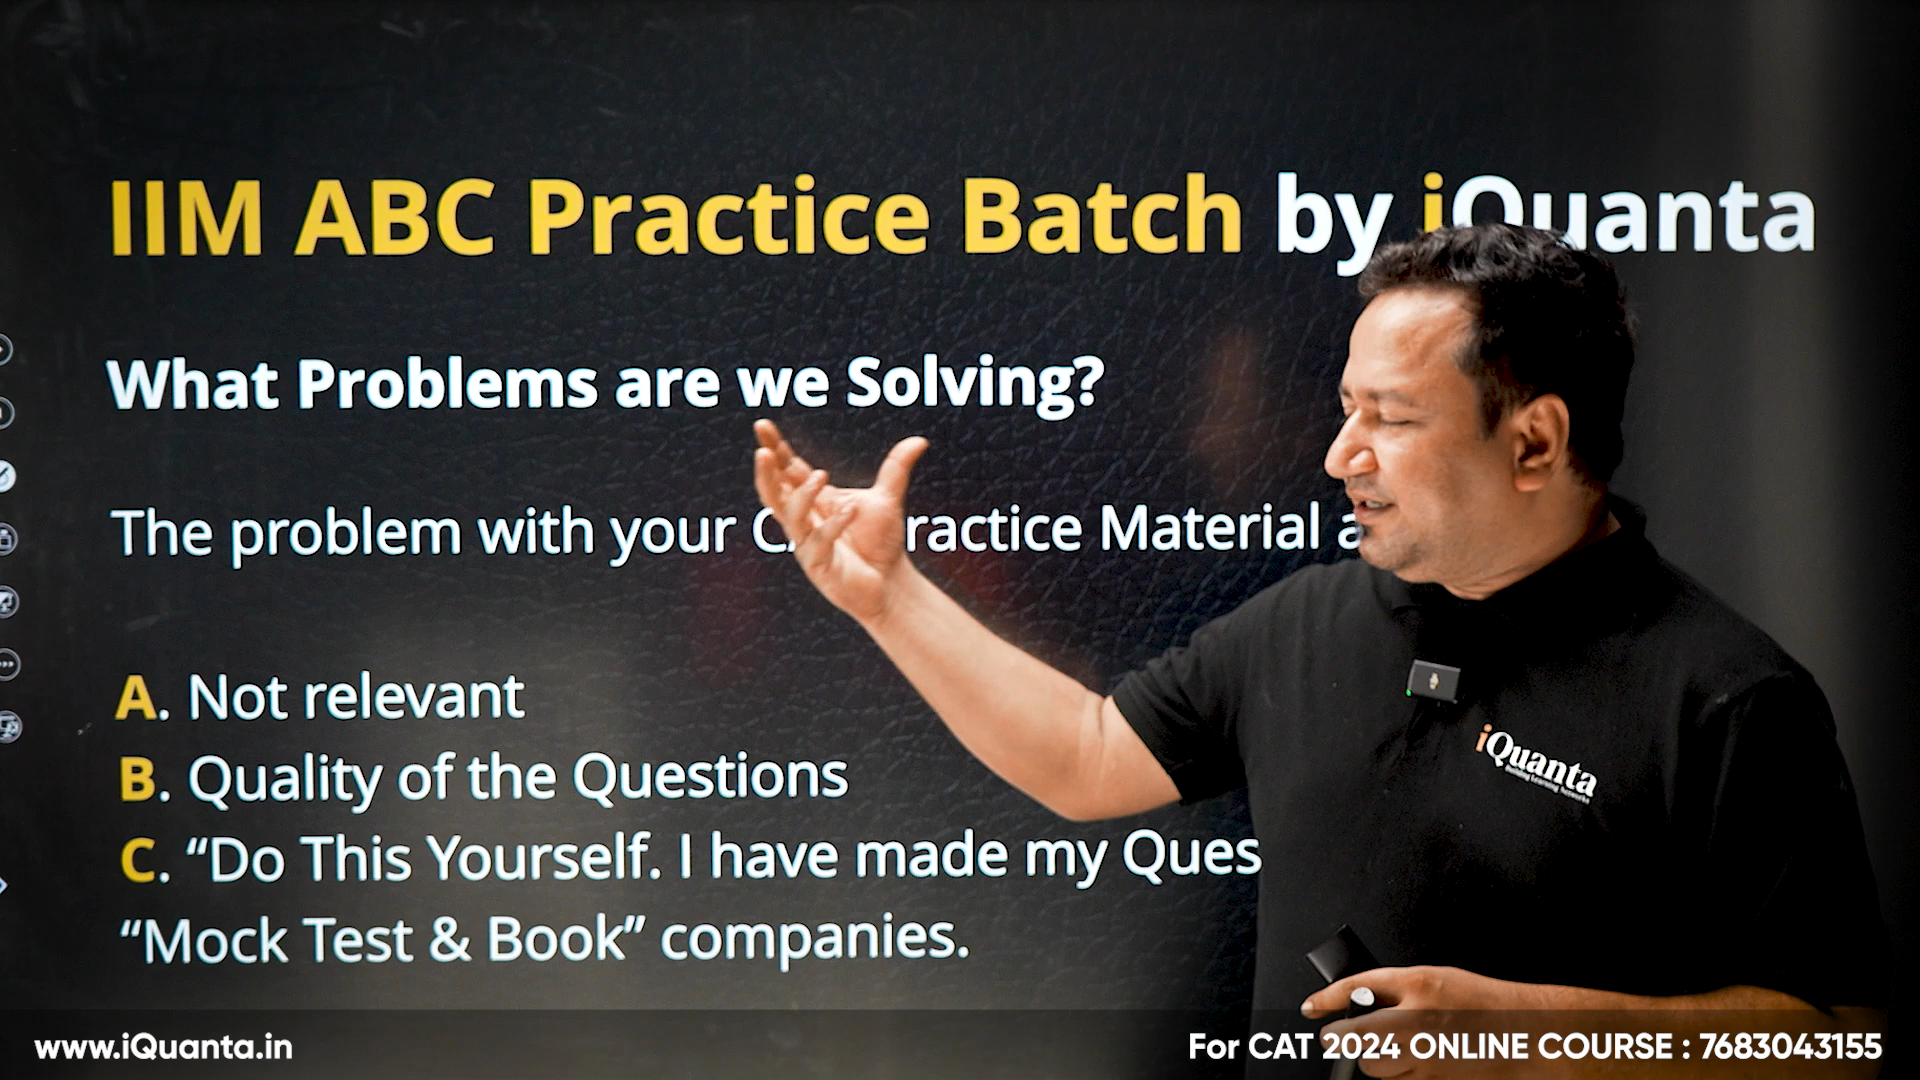 IIM ABC Practice Batch by iQuanta
What Problems are we Solving?
The problem with your Practice Material
A. Not relevant
B. Quality of the Questions
C. “Do This Yourself. I have made my Ques
“Mock Test & Book” companies.
iQuanta
www.iQuanta.in
For CAT 2024 ONLINE COURSE : 7683043155